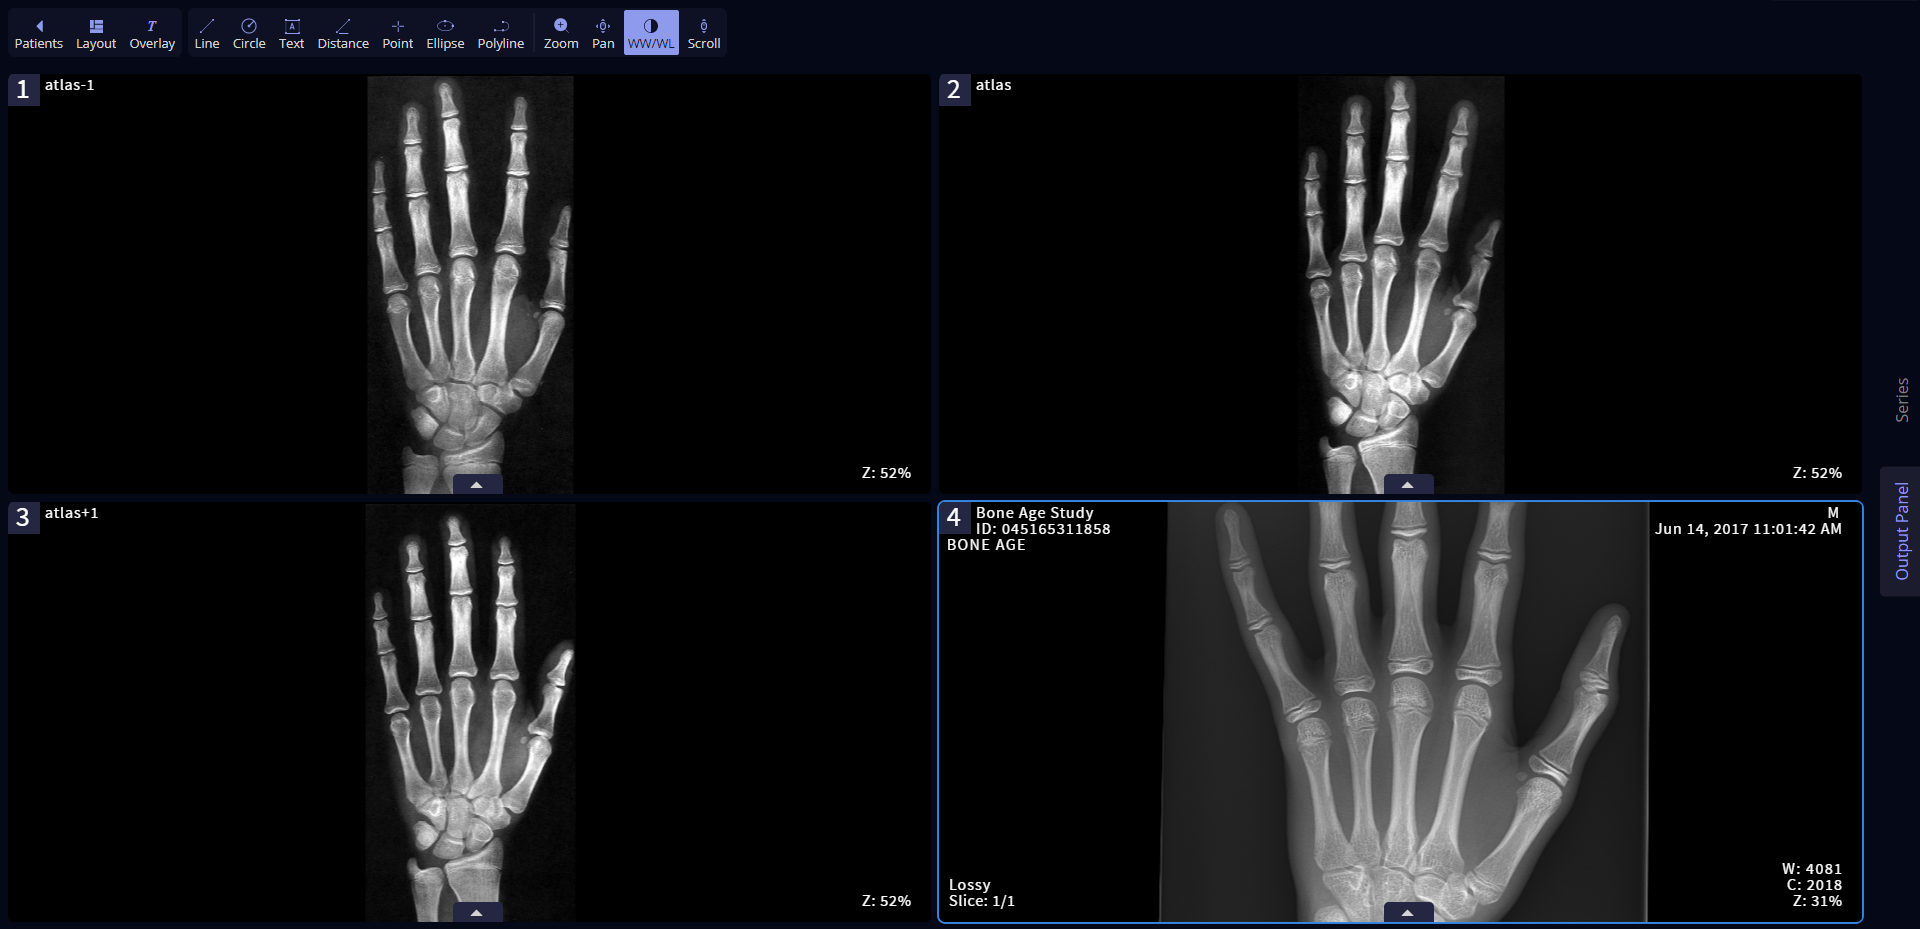 Patients Layout Overlay Line Circle Text Distance Point Ellipse Polyline Zoom Pan WW/WL Scroll
1 atlas-1
Z: 52%
2 atlas
Z: 52%
3 atlas+1
Z: 52%
4 Bone Age Study
ID: 045165311858
BONE AGE
M
Jun 14, 2017 11:01:42 AM
Lossy
Slice: 1/1
W: 4081
C: 2018
Z: 31%
Series
Output Panel